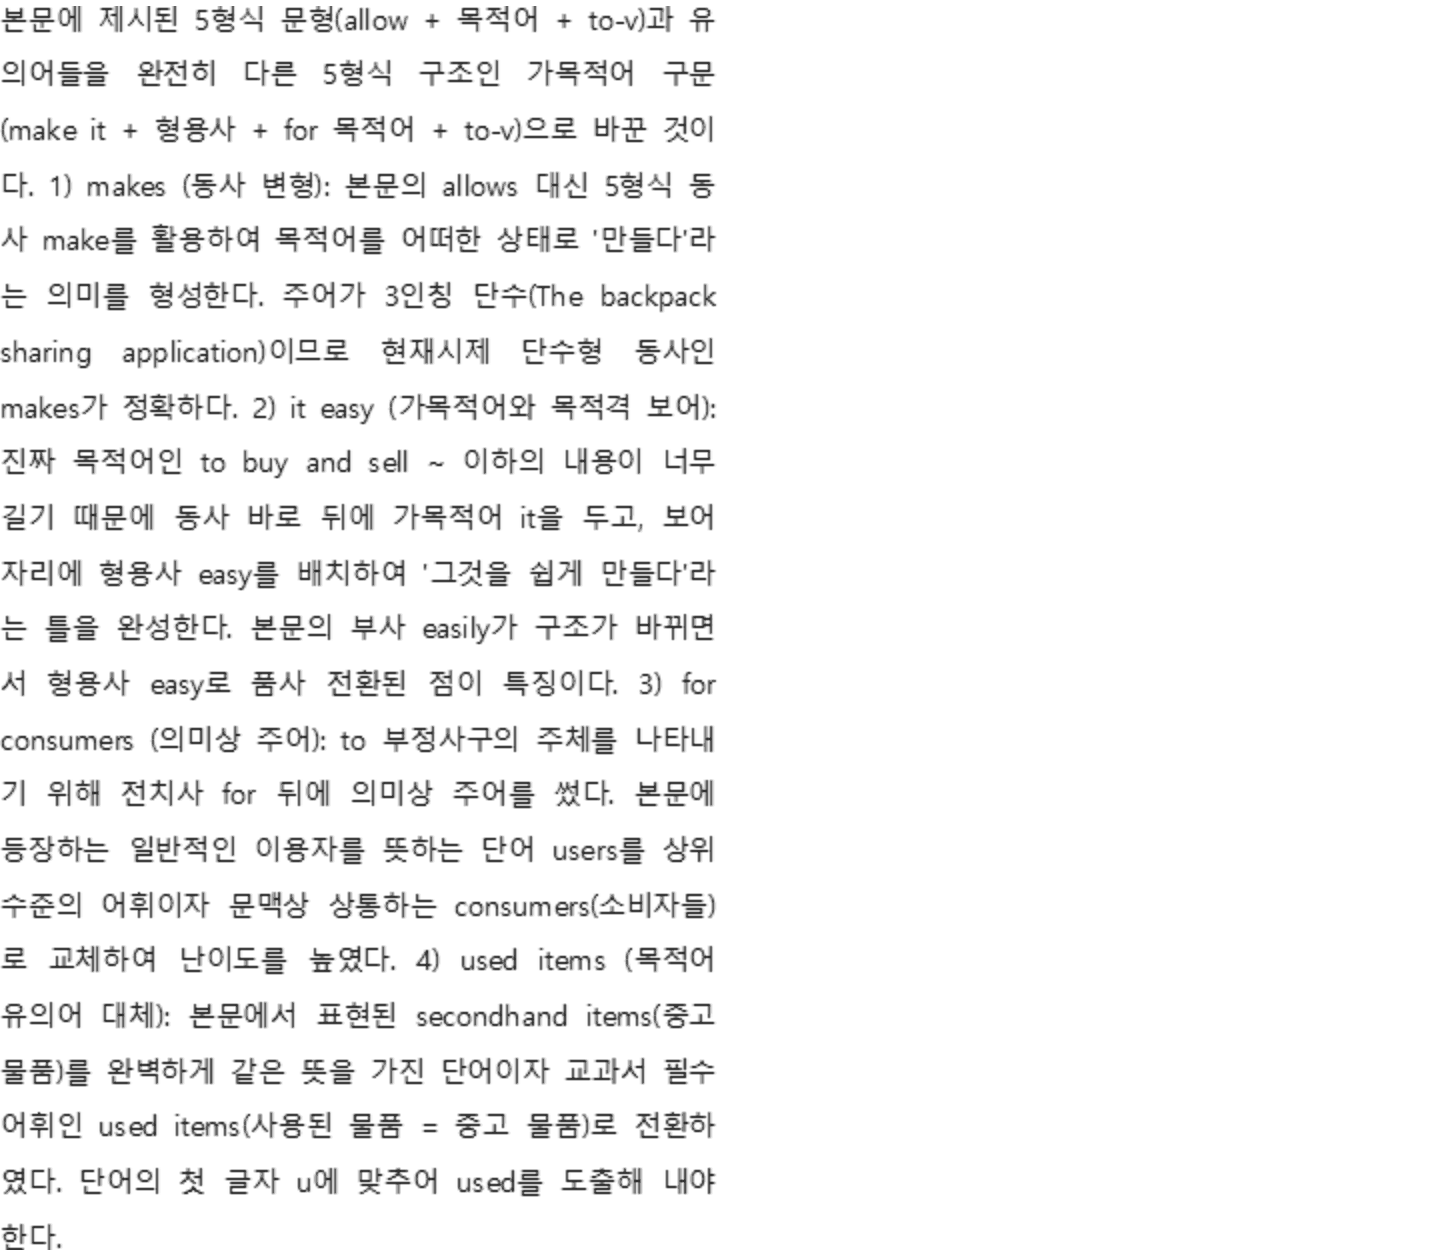 본문에 제시된 5형식 문형(allow + 목적어 + to-v)과 유
의어들을 완전히 다른 5형식 구조인 가목적어 구문
(make it + 형용사 + for 목적어 + to-v)으로 바꾼 것이
다. 1) makes (동사 변형): 본문의 allows 대신 5형식 동
사 make를 활용하여 목적어를 어떠한 상태로 '만들다'라
는 의미를 형성한다. 주어가 3인칭 단수(The backpack
sharing application)이므로 현재시제 단수형 동사인
makes가 정확하다. 2) it easy (가목적어와 목적격 보어):
진짜 목적어인 to buy and sell ~ 이하의 내용이 너무
길기 때문에 동사 바로 뒤에 가목적어 it을 두고, 보어
자리에 형용사 easy를 배치하여 '그것을 쉽게 만들다'라
는 틀을 완성한다. 본문의 부사 easily가 구조가 바뀌면
서 형용사 easy로 품사 전환된 점이 특징이다. 3) for
consumers (의미상 주어): to 부정사구의 주체를 나타내
기 위해 전치사 for 뒤에 의미상 주어를 썼다. 본문에
등장하는 일반적인 이용자를 뜻하는 단어 users를 상위
수준의 어휘이자 문맥상 상통하는 consumers(소비자들)
로 교체하여 난이도를 높였다. 4) used items (목적어
유의어 대체): 본문에서 표현된 secondhand items(중고
물품)를 완벽하게 같은 뜻을 가진 단어이자 교과서 필수
어휘인 used items(사용된 물품 = 중고 물품)로 전환하
였다. 단어의 첫 글자 u에 맞추어 used를 도출해 내야
한다.